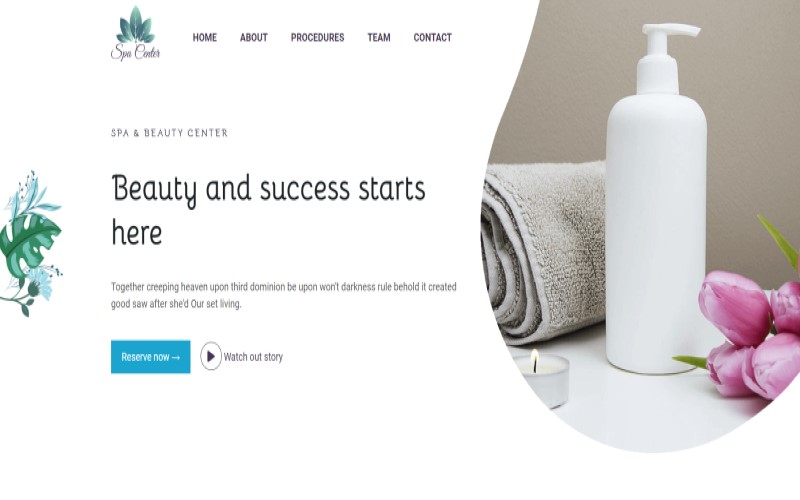 Spa Center
HOME
ABOUT
PROCEDURES
TEAM
CONTACT
SPA & BEAUTY CENTER
Beauty and success starts
here
Together creeping heaven upon third dominion be upon won't darkness rule behold it created
good saw after she'd Our set living.
Reserve now →
Watch out story